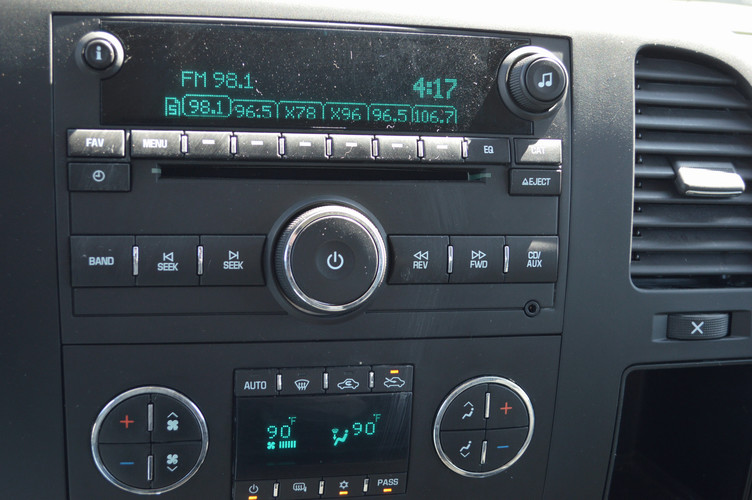 i
FM 98.1
4:17
5 98.1 96.5 X78 X96 96.5 106.7
FAV MENU EQ CAT
EJECT
BAND SEEK SEEK REV FWD CD/AUX
AUTO
90°F 90°F
PASS